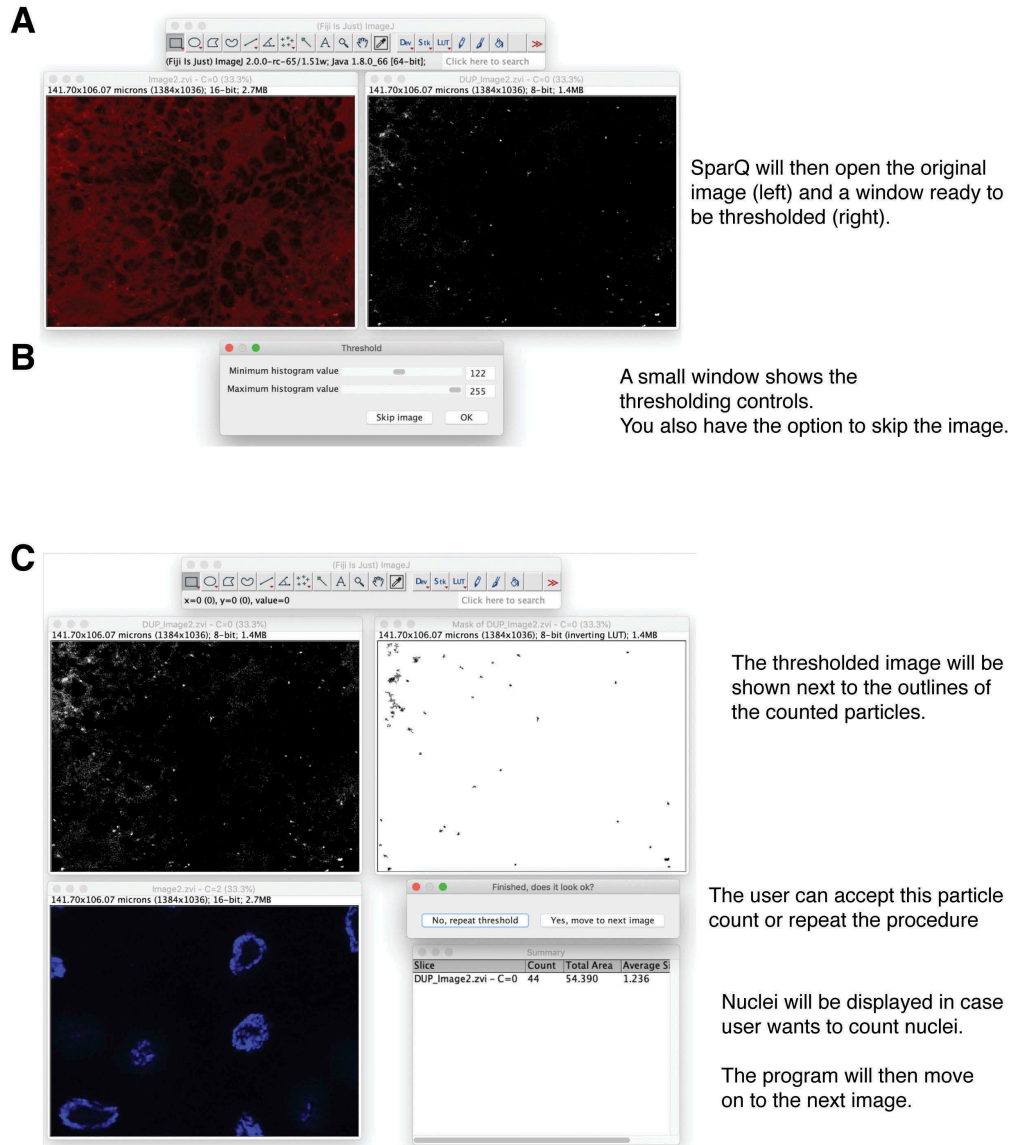 A
(Fiji Is Just) ImageJ
Dev Stk LUT
(Fiji Is Just) ImageJ 2.0.0-rc-65/1.51w; Java 1.8.0_66 [64-bit];
Click here to search
Image2.zvi - C=0 (33.3%)
141.70x106.07 microns (1384x1036); 16-bit; 2.7MB
DUP_Image2.zvi - C=0 (33.3%)
141.70x106.07 microns (1384x1036); 8-bit; 1.4MB
SparQ will then open the original
image (left) and a window ready to
be thresholded (right).
B
Threshold
Minimum histogram value 122
Maximum histogram value 255
Skip image OK
A small window shows the
thresholding controls.
You also have the option to skip the image.
C
(Fiji Is Just) ImageJ
Dev Stk LUT
x=0 (0), y=0 (0), value=0
Click here to search
DUP_Image2.zvi - C=0 (33.3%)
141.70x106.07 microns (1384x1036); 8-bit; 1.4MB
Mask of DUP_Image2.zvi - C=0 (33.3%)
141.70x106.07 microns (1384x1036); 8-bit (inverting LUT); 1.4MB
The thresholded image will be
shown next to the outlines of
the counted particles.
Image2.zvi - C=2 (33.3%)
141.70x106.07 microns (1384x1036); 16-bit; 2.7MB
Finished, does it look ok?
No, repeat threshold Yes, move to next image
The user can accept this particle
count or repeat the procedure
Summary
Slice Count Total Area Average Si
DUP_Image2.zvi - C=0 44 54.390 1.236
Nuclei will be displayed in case
user wants to count nuclei.
The program will then move
on to the next image.